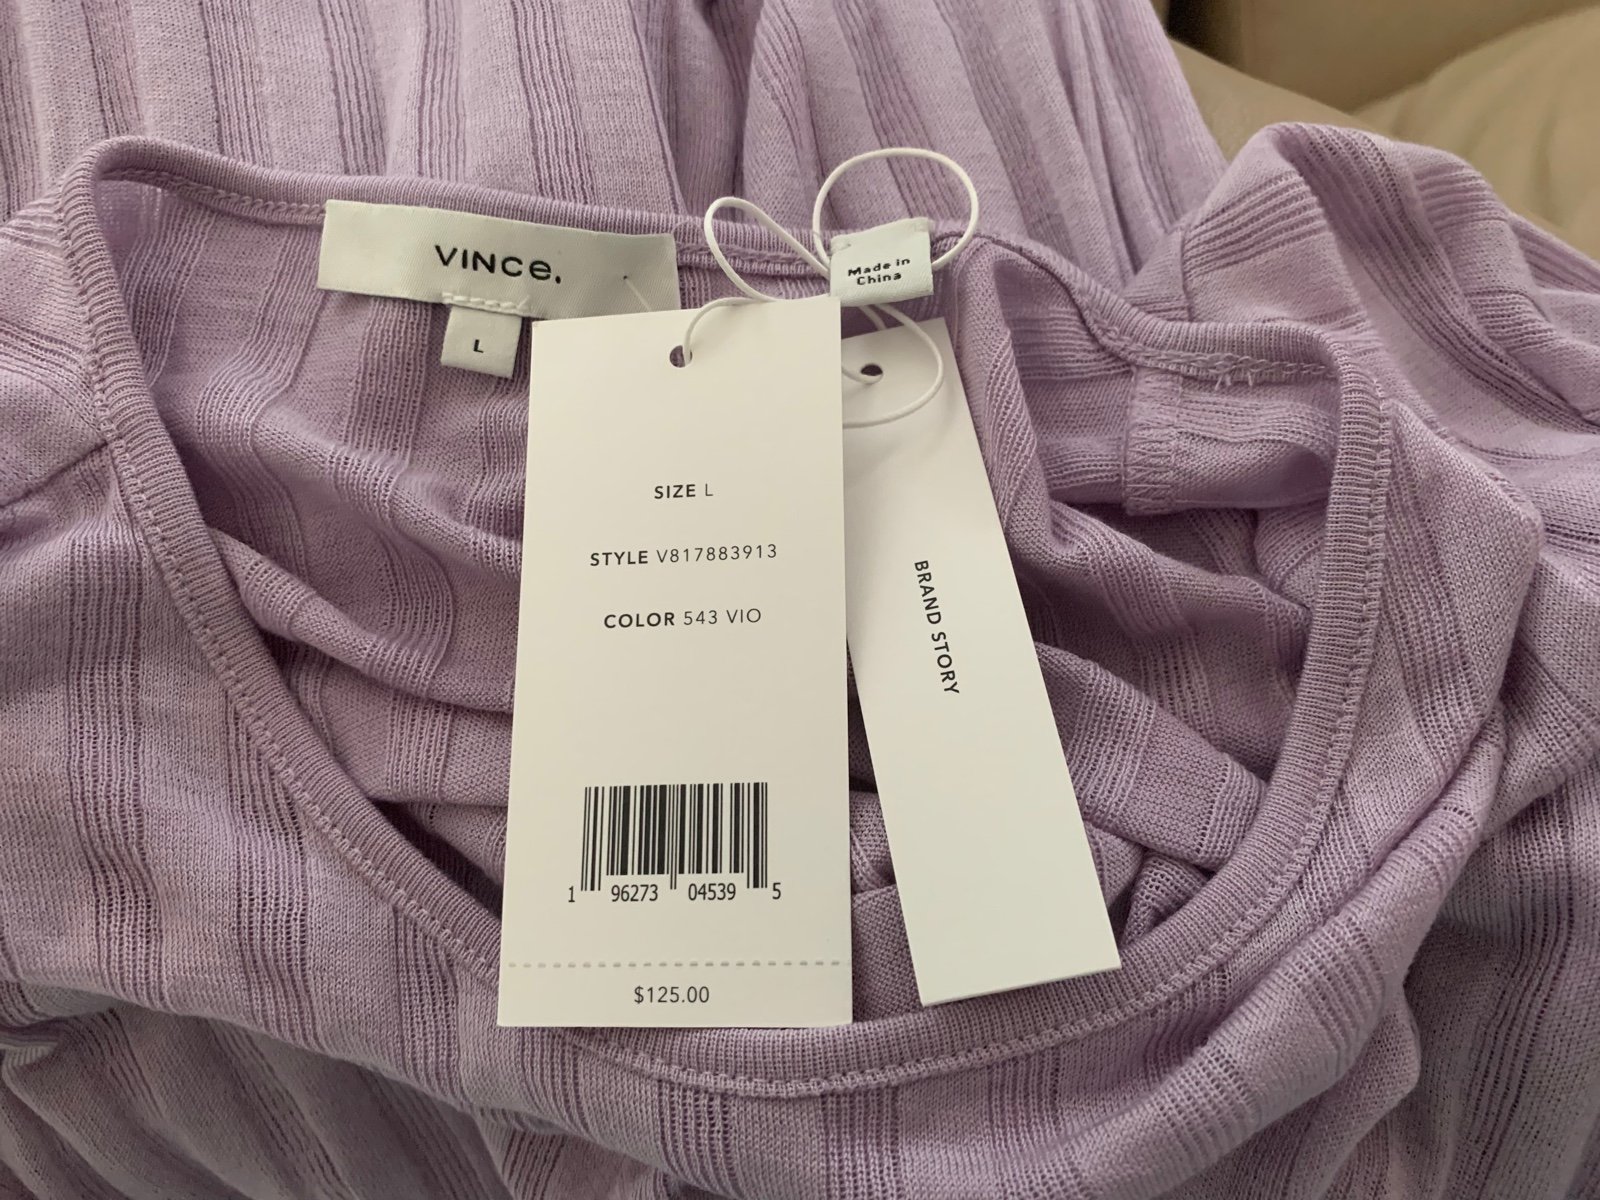 VINCE.
L
Made in
China
SIZE L
STYLE V817883913
COLOR 543 VIO
1 96273 04539 5
$125.00
BRAND STORY